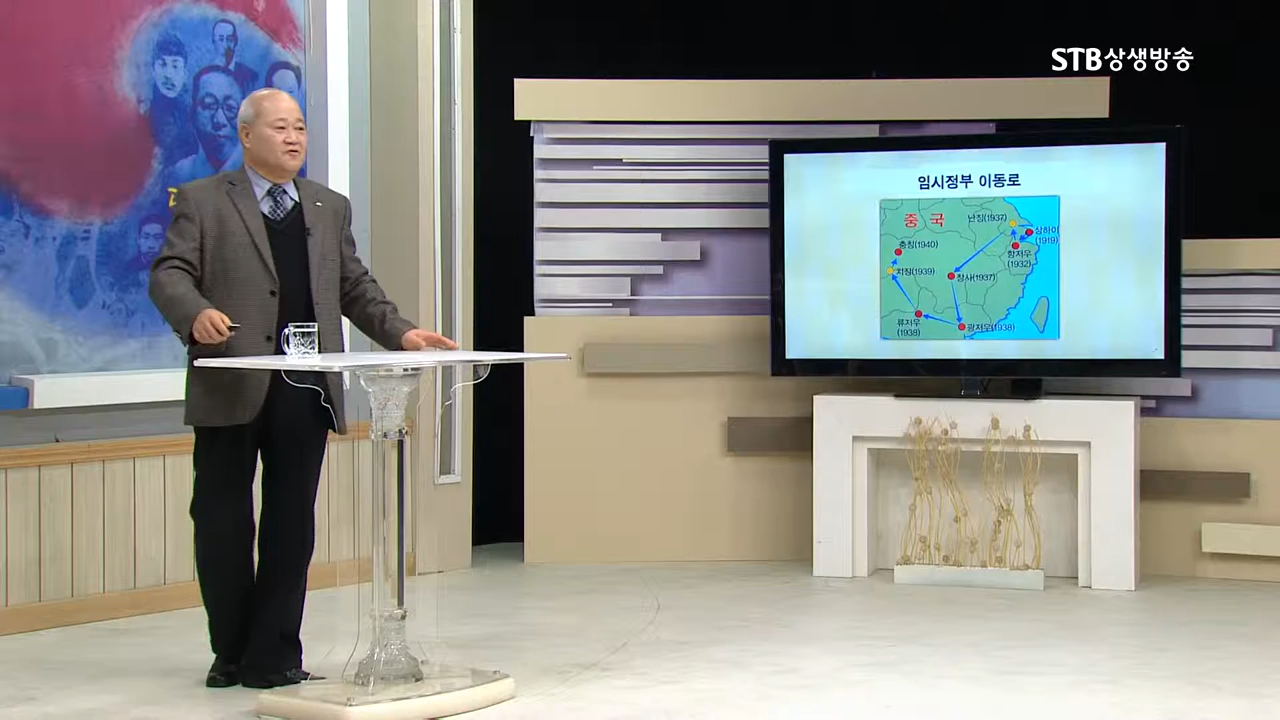 STB상생방송
임시정부 이동로
중국
난징(1937)
상하이
(1919)
충칭(1940)
항저우
(1932)
치장(1939)
장사(1937)
류저우
(1938)
광저우(1938)